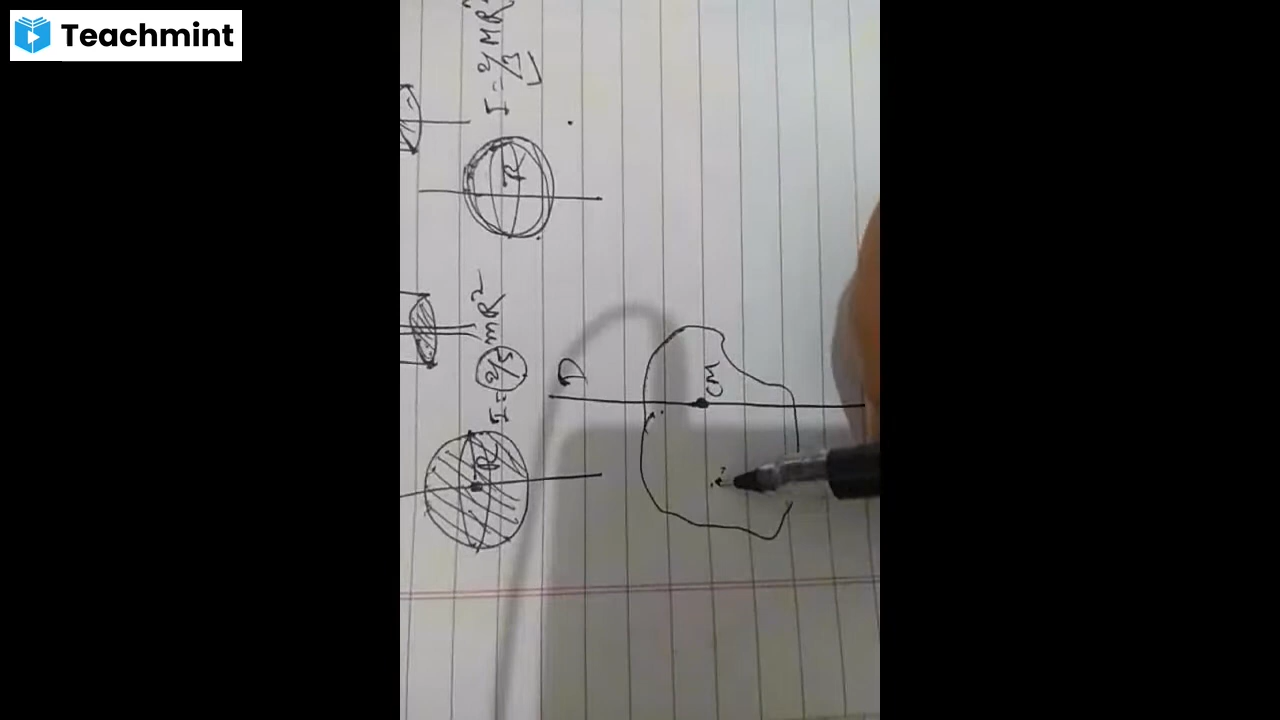 Teachmint
I = 2/3 MR²
R
I = 2/5 mR²
R
D
CM